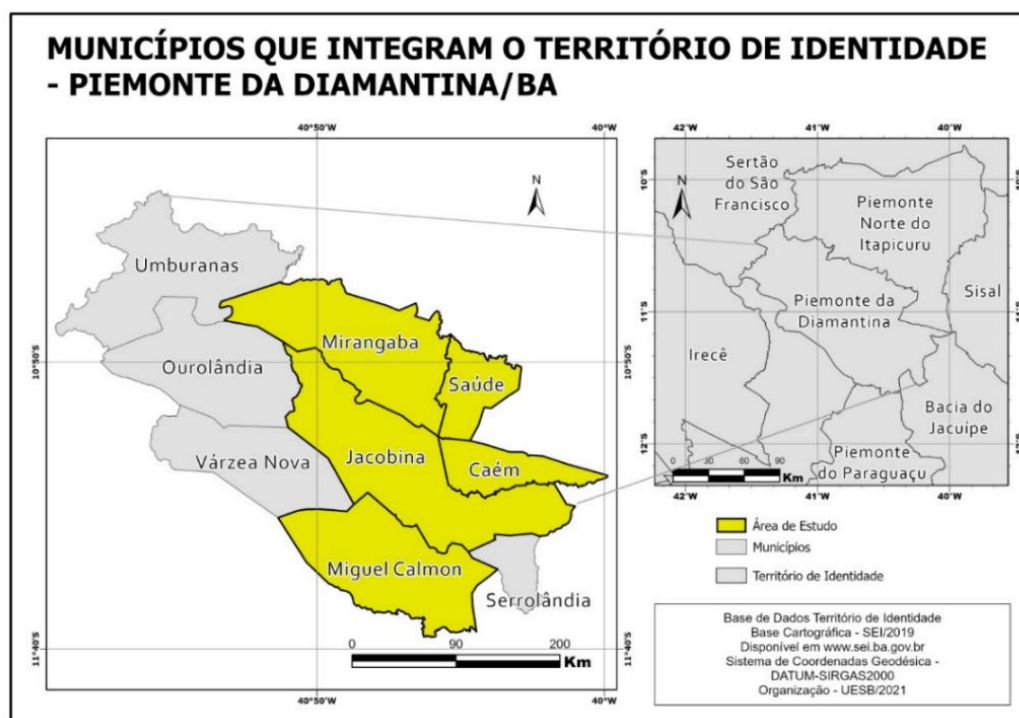 MUNICÍPIOS QUE INTEGRAM O TERRITÓRIO DE IDENTIDADE
- PIEMONTE DA DIAMANTINA/BA
40°50'W
40°W
N
Umburanas
Mirangaba
Ourolândia
Saúde
Várzea Nova
Jacobina
Caém
Miguel Calmon
Serrolândia
10°50'S
10°50'S
11°40'S
11°40'S
0 90 200
Km
40°50'W
40°W
42°W
41°W
40°W
N
Sertão
do São
Francisco
Piemonte
Norte do
Itapicuru
Sisal
Piemonte da
Diamantina
Irecê
Bacia do
Jacuípe
Piemonte
do Paraguaçu
10°S
10°S
11°S
11°S
12°S
12°S
0 30 60 90
Km
42°W
41°W
40°W
Área de Estudo
Municípios
Território de Identidade
Base de Dados Território de Identidade
Base Cartográfica - SEI/2019
Disponível em www.sei.ba.gov.br
Sistema de Coordenadas Geodésica -
DATUM-SIRGAS2000
Organização - UESB/2021